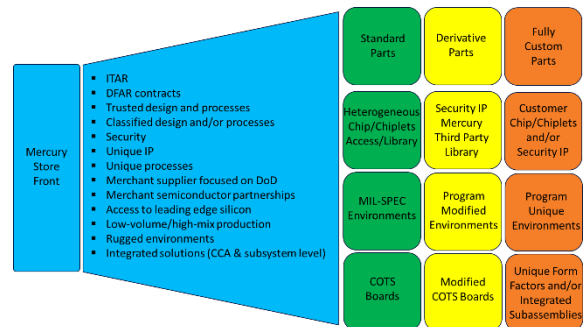 Mercury
Store
Front
▪ ITAR
▪ DFAR contracts
▪ Trusted design and processes
▪ Classified design and/or processes
▪ Security
▪ Unique IP
▪ Unique processes
▪ Merchant supplier focused on DoD
▪ Merchant semiconductor partnerships
▪ Access to leading edge silicon
▪ Low-volume/high-mix production
▪ Rugged environments
▪ Integrated solutions (CCA & subsystem level)
Standard
Parts
Derivative
Parts
Fully
Custom
Parts
Heterogeneous
Chip/Chiplets
Access/Library
Security IP
Mercury
Third Party
Library
Customer
Chip/Chiplets
and/or
Security IP
MIL-SPEC
Environments
Program
Modified
Environments
Program
Unique
Environments
COTS
Boards
Modified
COTS Boards
Unique Form
Factors and/or
Integrated
Subassemblies